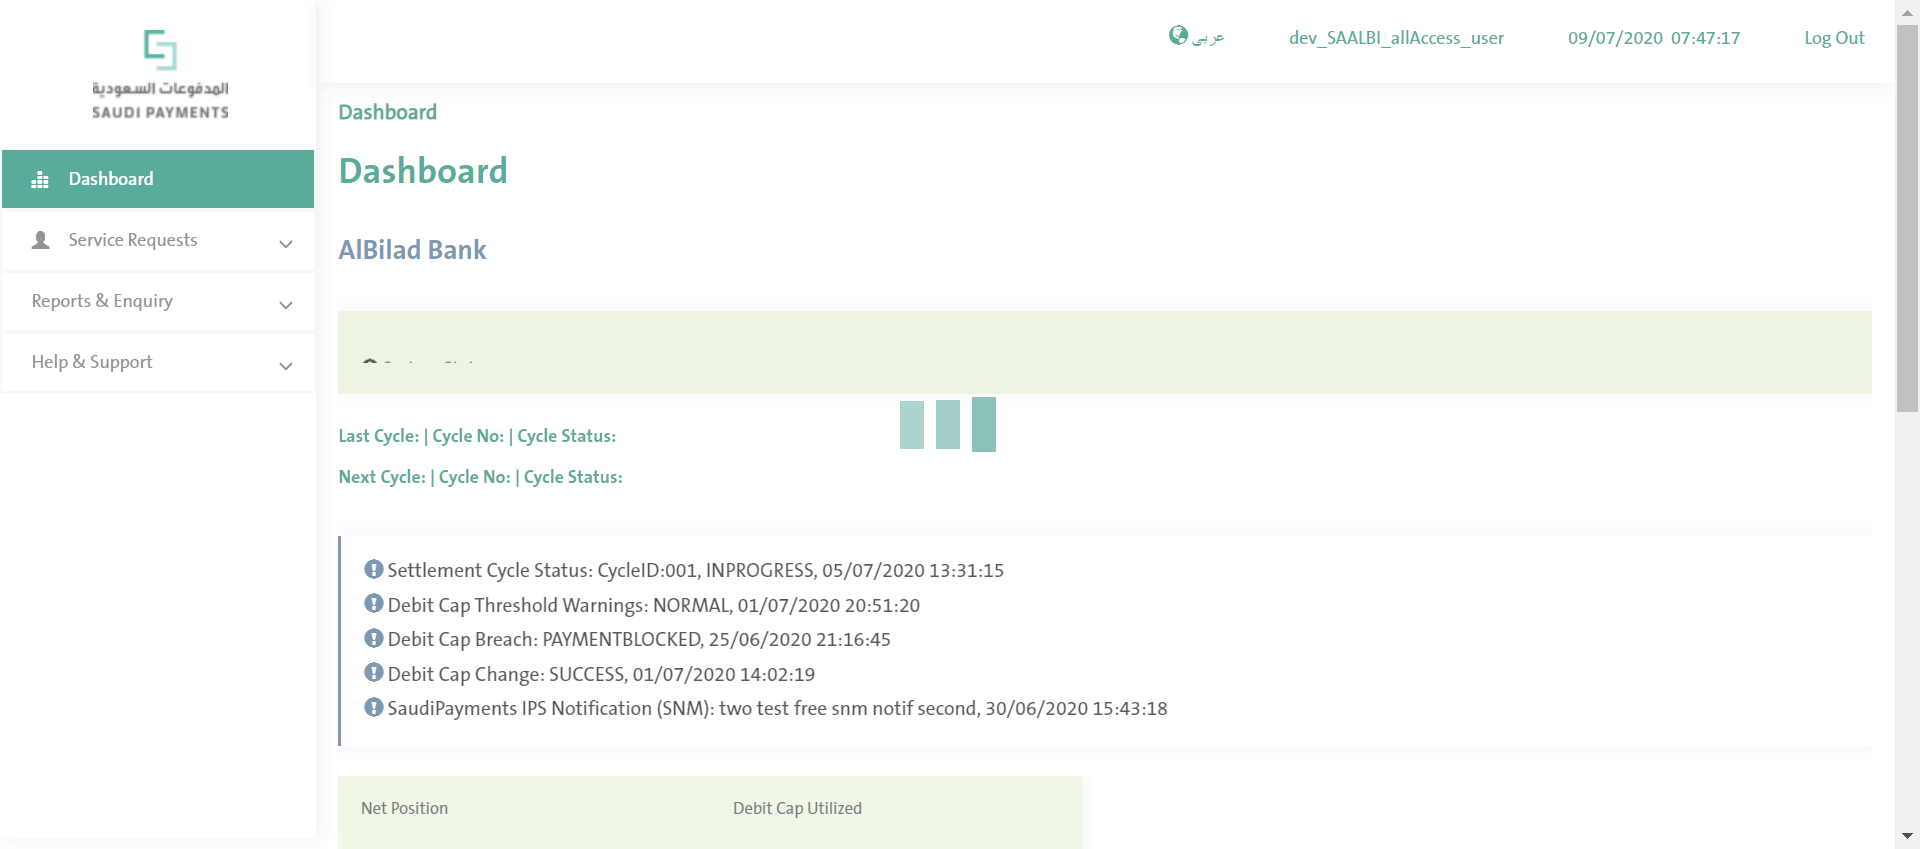 المدفوعات السعودية
SAUDI PAYMENTS
عربى
dev_SAALBI_allAccess_user
09/07/2020 07:47:17
Log Out
Dashboard
Service Requests
Reports & Enquiry
Help & Support
Dashboard
Dashboard
AlBilad Bank
Last Cycle: | Cycle No: | Cycle Status:
Next Cycle: | Cycle No: | Cycle Status:
Settlement Cycle Status: CycleID:001, INPROGRESS, 05/07/2020 13:31:15
Debit Cap Threshold Warnings: NORMAL, 01/07/2020 20:51:20
Debit Cap Breach: PAYMENTBLOCKED, 25/06/2020 21:16:45
Debit Cap Change: SUCCESS, 01/07/2020 14:02:19
SaudiPayments IPS Notification (SNM): two test free snm notif second, 30/06/2020 15:43:18
Net Position
Debit Cap Utilized